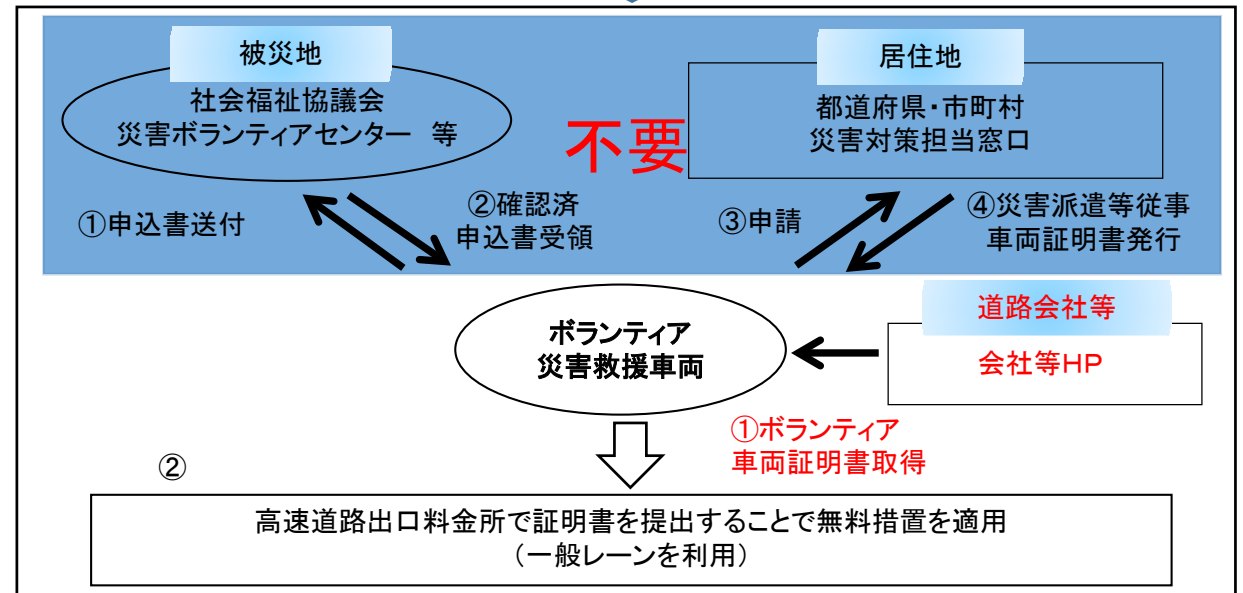 被災地
社会福祉協議会
災害ボランティアセンター 等
不要
居住地
都道府県・市町村
災害対策担当窓口
①申込書送付
②確認済
申込書受領
③申請
④災害派遣等従事
車両証明書発行
ボランティア
災害救援車両
道路会社等
会社等HP
①ボランティア
車両証明書取得
②
高速道路出口料金所で証明書を提出することで無料措置を適用
（一般レーンを利用）